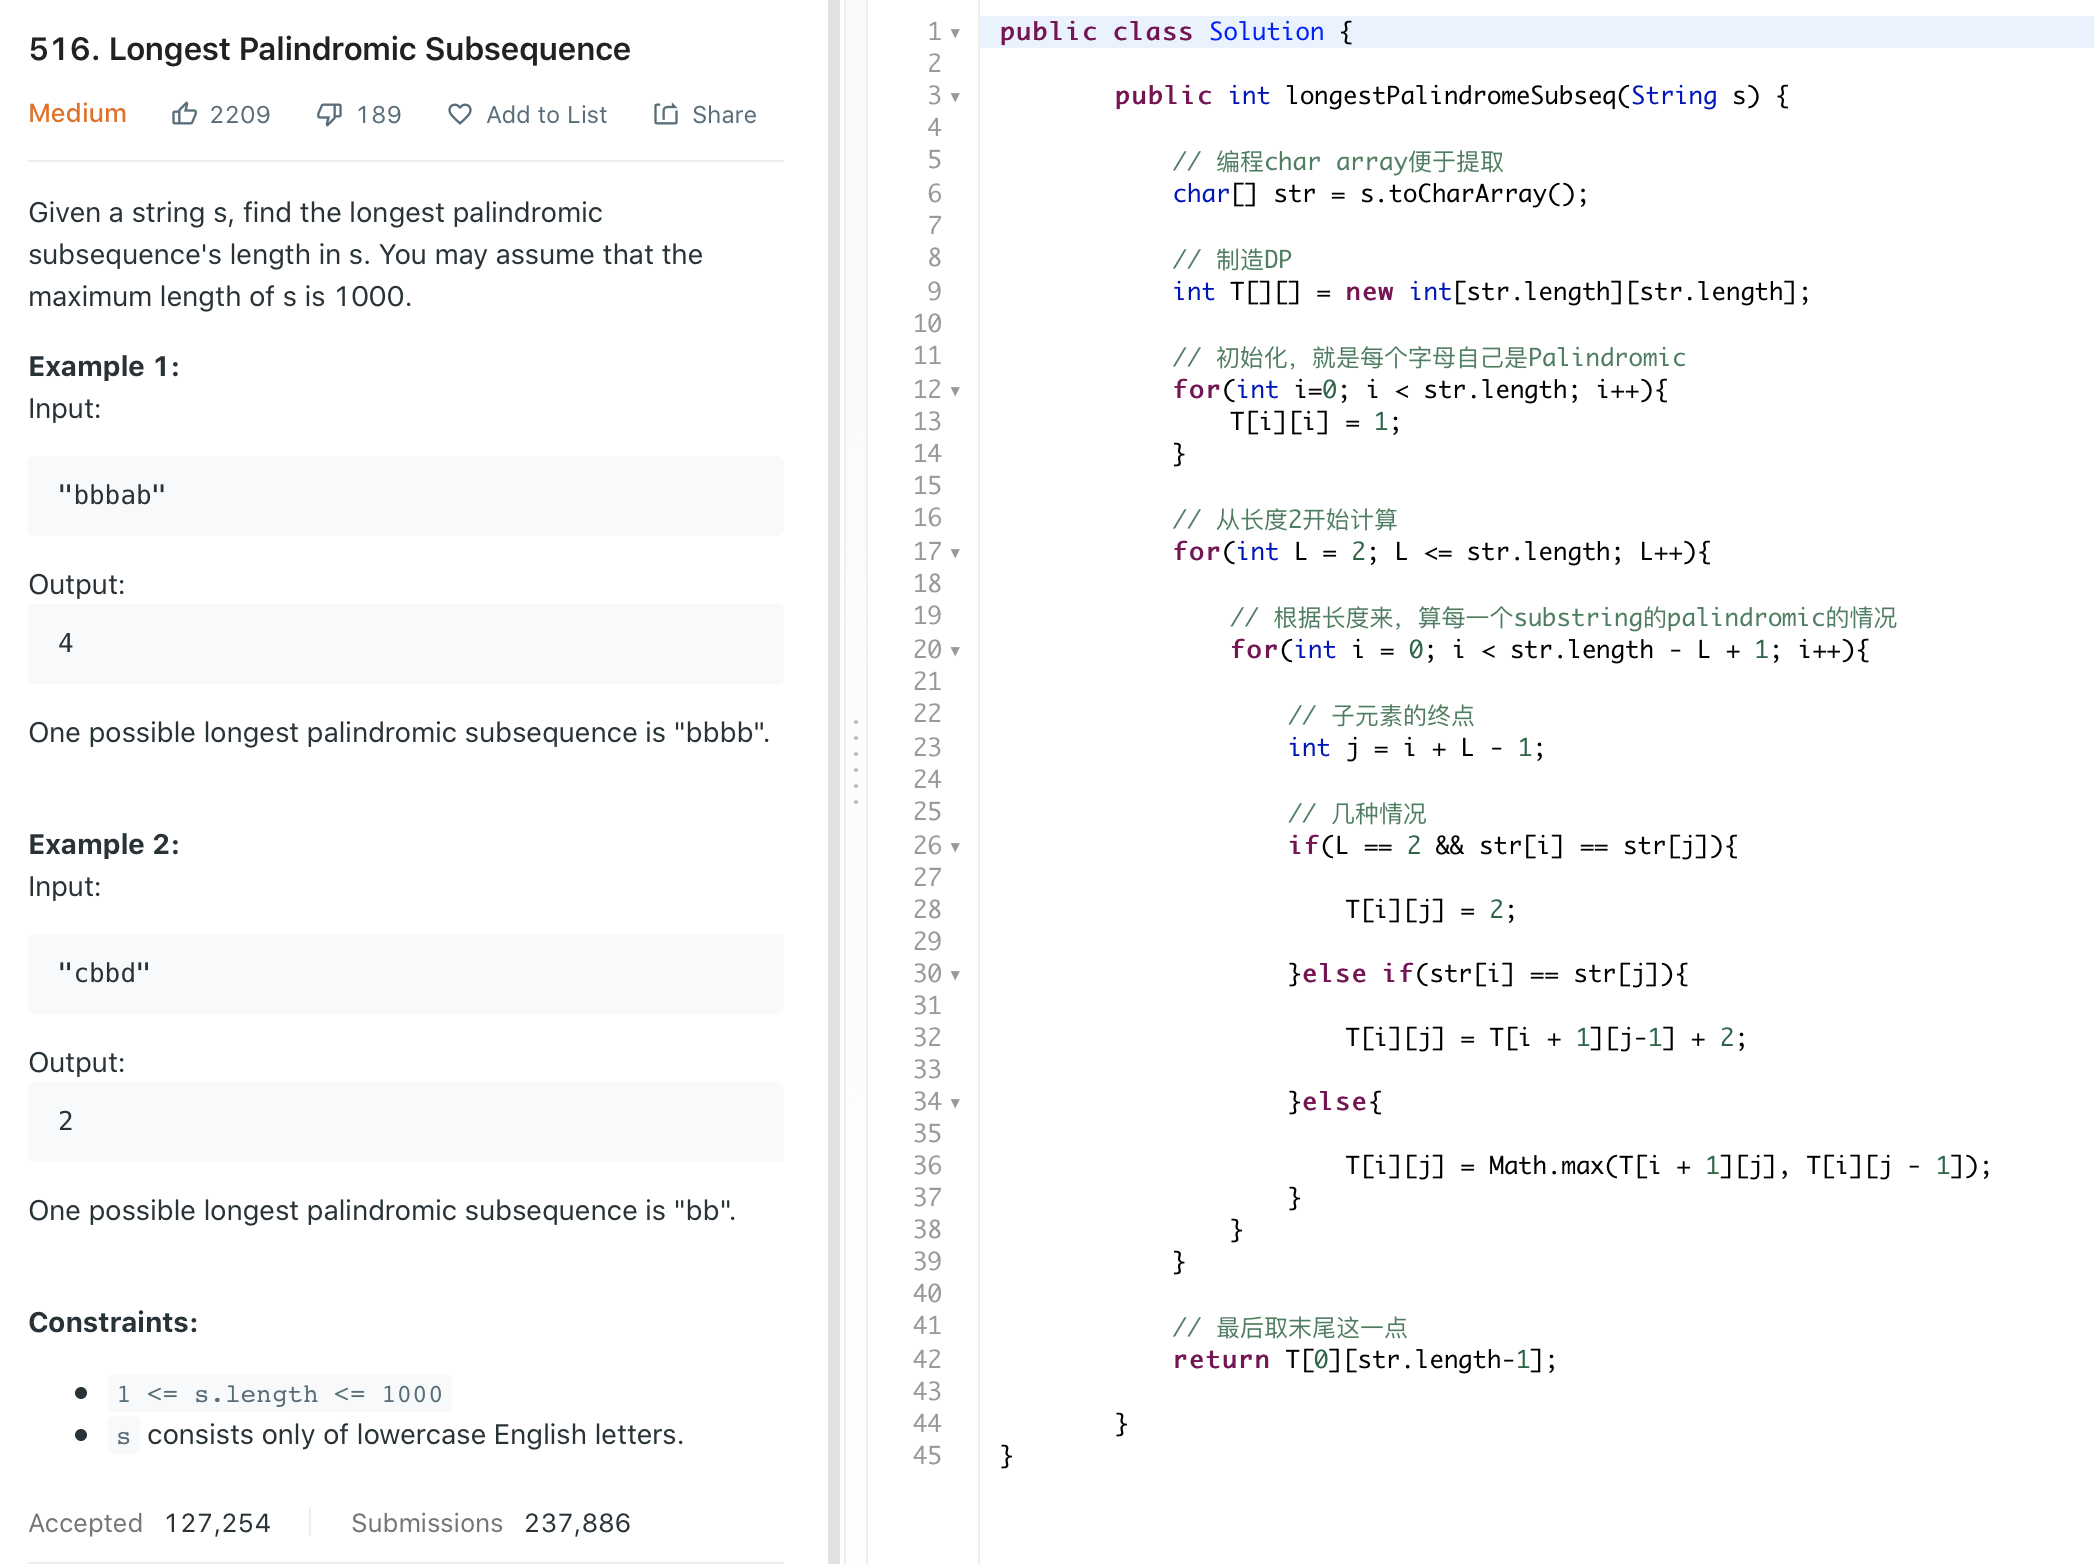 516. Longest Palindromic Subsequence
Medium 2209 189 Add to List Share
Given a string s, find the longest palindromic
subsequence's length in s. You may assume that the
maximum length of s is 1000.
Example 1:
Input:
"bbbab"
Output:
4
One possible longest palindromic subsequence is "bbbb".
Example 2:
Input:
"cbbd"
Output:
2
One possible longest palindromic subsequence is "bb".
Constraints:
1 <= s.length <= 1000
s consists only of lowercase English letters.
Accepted 127,254 Submissions 237,886
1 public class Solution {
2
3 public int longestPalindromeSubseq(String s) {
4
5 // 编程char array便于提取
6 char[] str = s.toCharArray();
7
8 // 制造DP
9 int T[][] = new int[str.length][str.length];
10
11 // 初始化，就是每个字母自己是Palindromic
12 for(int i=0; i < str.length; i++){
13 T[i][i] = 1;
14 }
15
16 // 从长度2开始计算
17 for(int L = 2; L <= str.length; L++){
18
19 // 根据长度来，算每一个substring的palindromic的情况
20 for(int i = 0; i < str.length - L + 1; i++){
21
22 // 子元素的终点
23 int j = i + L - 1;
24
25 // 几种情况
26 if(L == 2 && str[i] == str[j]){
27
28 T[i][j] = 2;
29
30 }else if(str[i] == str[j]){
31
32 T[i][j] = T[i + 1][j-1] + 2;
33
34 }else{
35
36 T[i][j] = Math.max(T[i + 1][j], T[i][j - 1]);
37 }
38 }
39 }
40
41 // 最后取末尾这一点
42 return T[0][str.length-1];
43
44 }
45 }